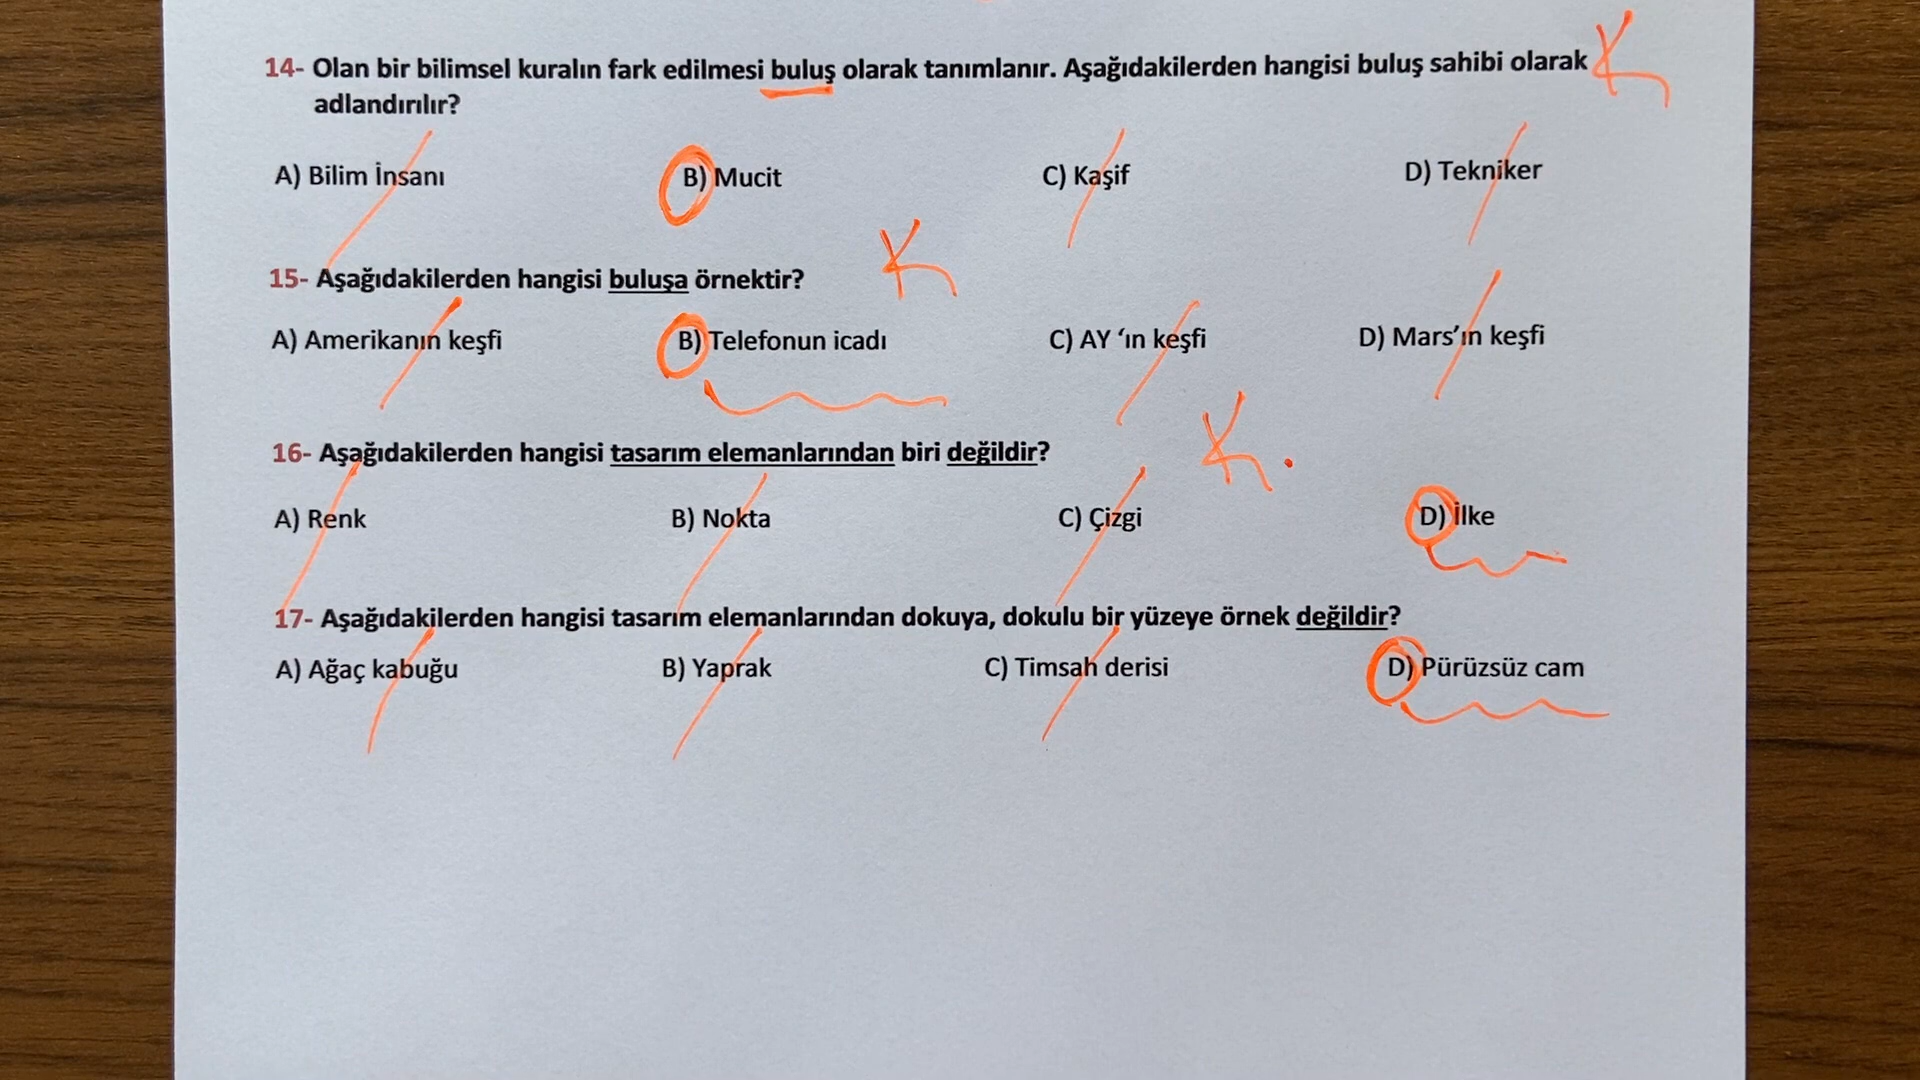 14- Olan bir bilimsel kuralın fark edilmesi buluş olarak tanımlanır. Aşağıdakilerden hangisi buluş sahibi olarak K
adlandırılır?
A) Bilim İnsanı B) Mucit C) Kaşif D) Tekniker
15- Aşağıdakilerden hangisi buluşa örnektir? K
A) Amerikanın keşfi B) Telefonun icadı C) AY ‘ın keşfi D) Mars’ın keşfi
16- Aşağıdakilerden hangisi tasarım elemanlarından biri değildir? K.
A) Renk B) Nokta C) Çizgi D) İlke
17- Aşağıdakilerden hangisi tasarım elemanlarından dokuya, dokulu bir yüzeye örnek değildir?
A) Ağaç kabuğu B) Yaprak C) Timsah derisi D) Pürüzsüz cam